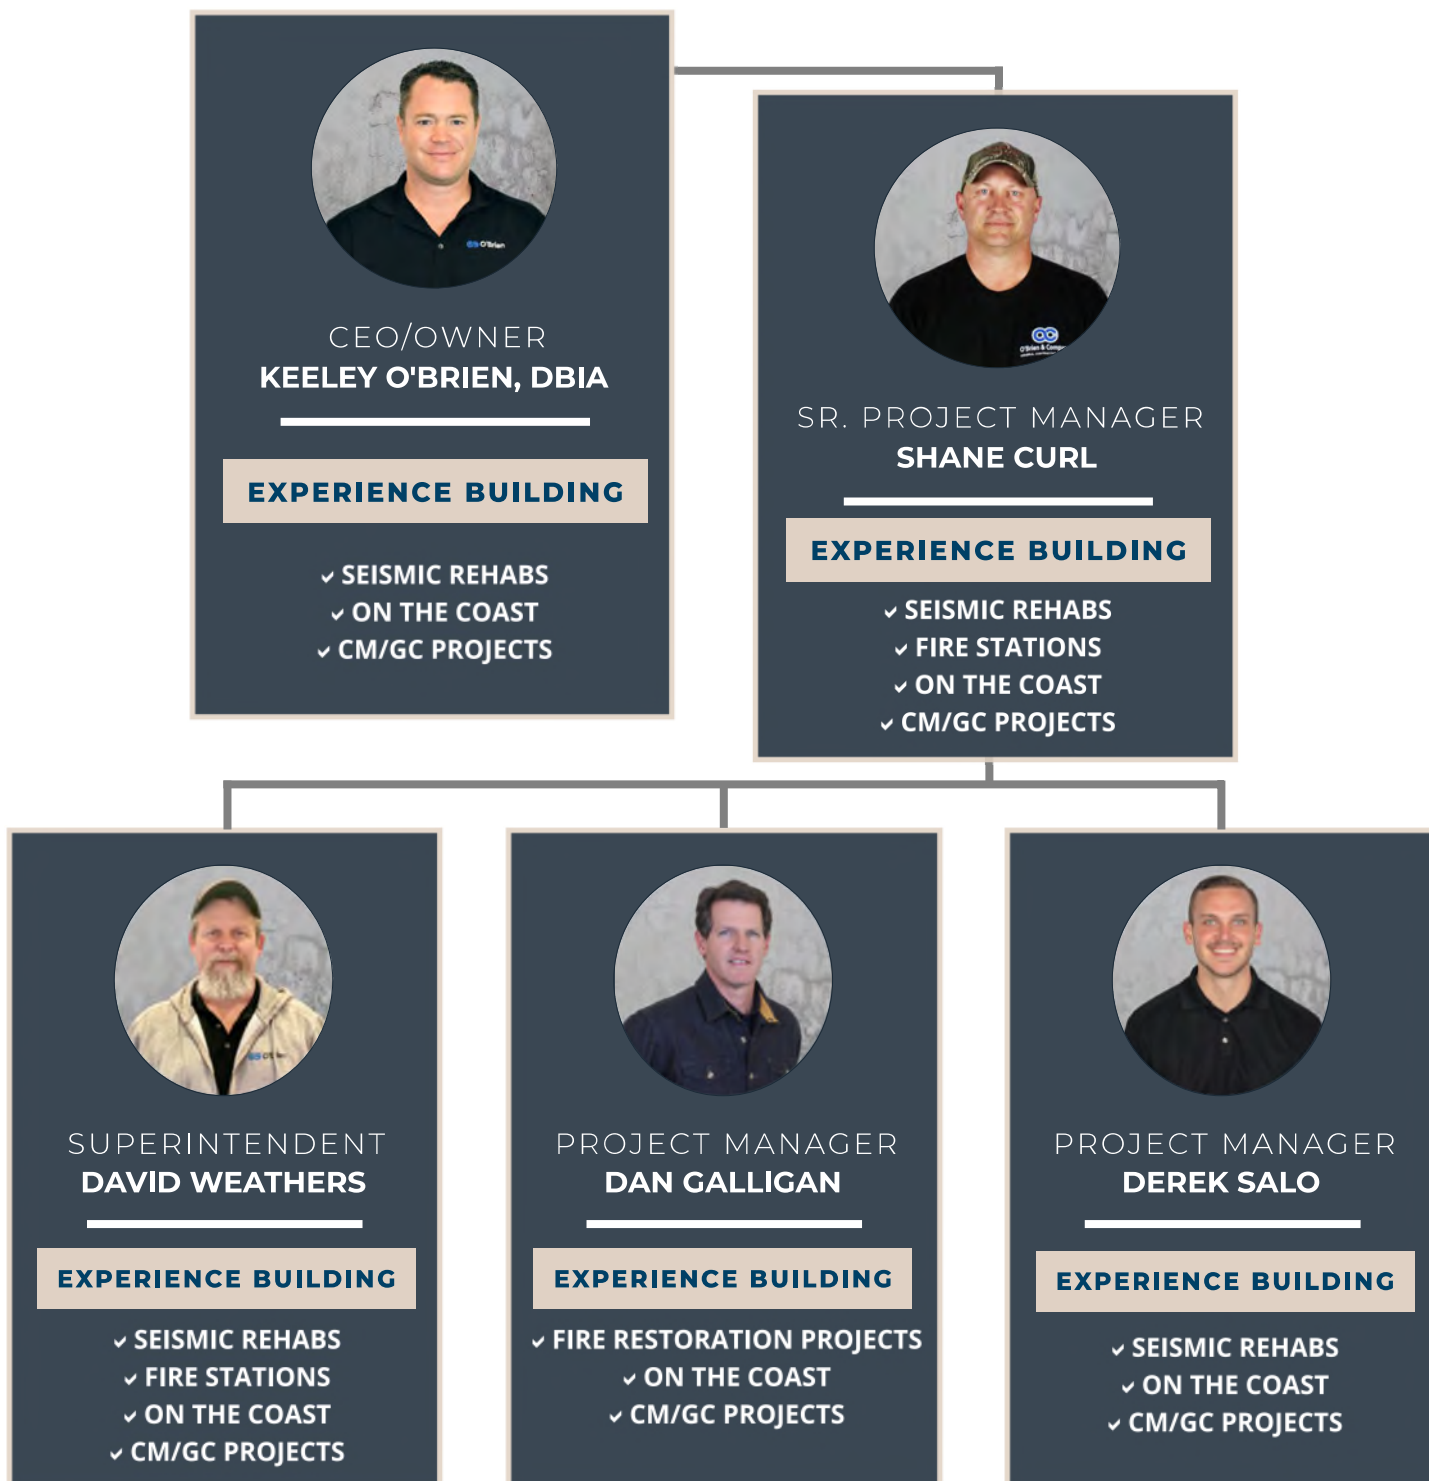 O'Brien
CEO/OWNER
KEELEY O'BRIEN, DBIA
EXPERIENCE BUILDING
SEISMIC REHABS
ON THE COAST
CM/GC PROJECTS
O'Brien &
SR. PROJECT MANAGER
SHANE CURL
EXPERIENCE BUILDING
SEISMIC REHABS
FIRE STATIONS
ON THE COAST
CM/GC PROJECTS
SUPERINTENDENT
DAVID WEATHERS
EXPERIENCE BUILDING
SEISMIC REHABS
FIRE STATIONS
ON THE COAST
CM/GC PROJECTS
PROJECT MANAGER
DAN GALLIGAN
EXPERIENCE BUILDING
FIRE RESTORATION PROJECTS
ON THE COAST
CM/GC PROJECTS
PROJECT MANAGER
DEREK SALO
EXPERIENCE BUILDING
SEISMIC REHABS
ON THE COAST
CM/GC PROJECTS